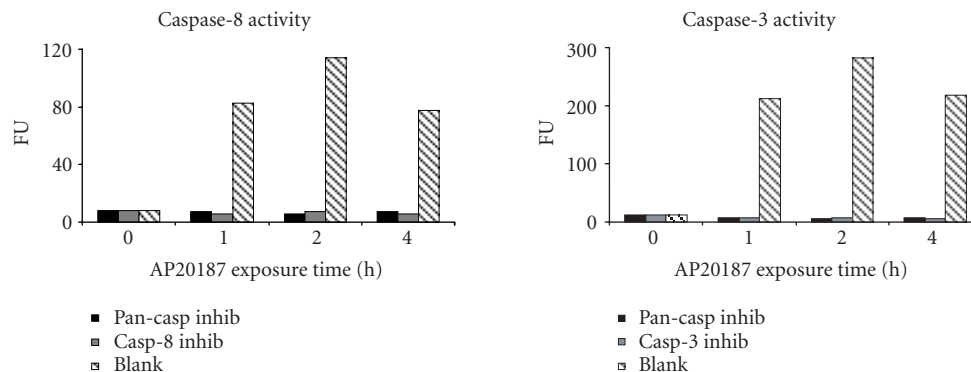 Caspase-8 activity
120
80
40
0
FU
0 1 2 4
AP20187 exposure time (h)
Pan-casp inhib
Casp-8 inhib
Blank
Caspase-3 activity
300
200
100
0
FU
0 1 2 4
AP20187 exposure time (h)
Pan-casp inhib
Casp-3 inhib
Blank